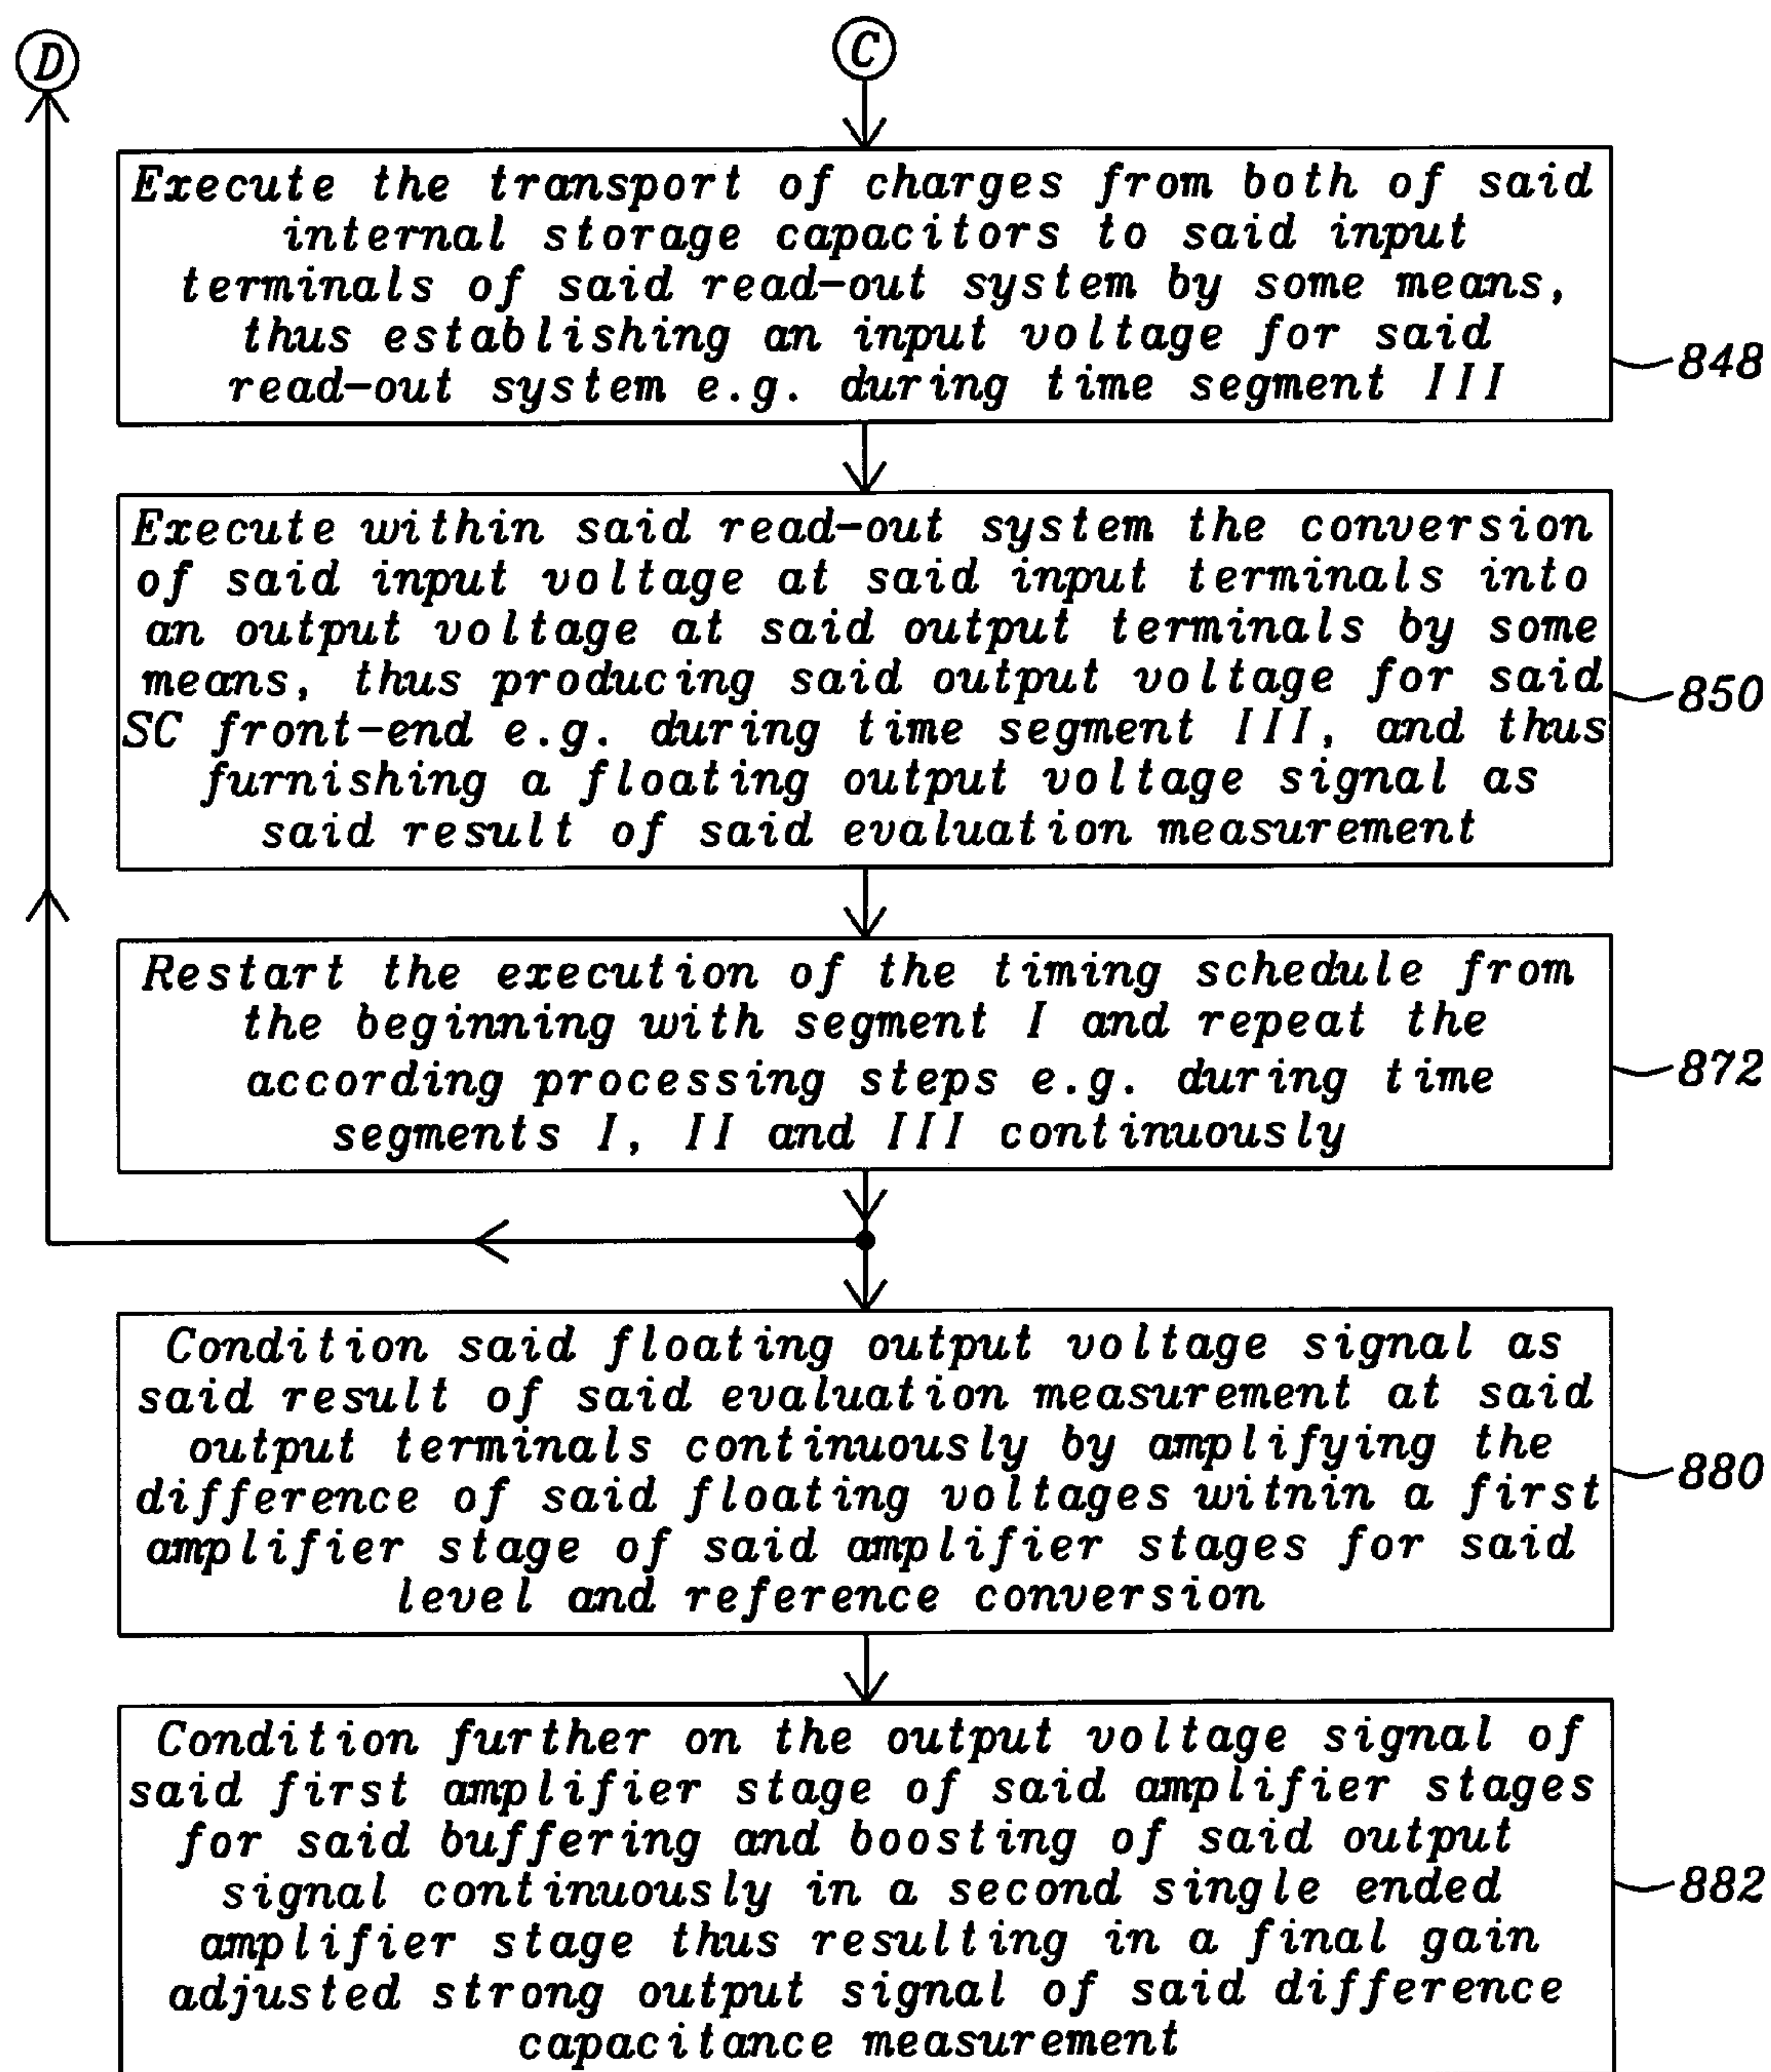 D
C
Execute the transport of charges from both of said
internal storage capacitors to said input
terminals of said read-out system by some means,
thus establishing an input voltage for said
read-out system e.g. during time segment III
848
Execute within said read-out system the conversion
of said input voltage at said input terminals into
an output voltage at said output terminals by some
means, thus producing said output voltage for said
SC front-end e.g. during time segment III, and thus
furnishing a floating output voltage signal as
said result of said evaluation measurement
850
Restart the execution of the timing schedule from
the beginning with segment I and repeat the
according processing steps e.g. during time
segments I, II and III continuously
872
Condition said floating output voltage signal as
said result of said evaluation measurement at said
output terminals continuously by amplifying the
difference of said floating voltages witnin a first
amplifier stage of said amplifier stages for said
level and reference conversion
880
Condition further on the output voltage signal of
said first amplifier stage of said amplifier stages
for said buffering and boosting of said output
signal continuously in a second single ended
amplifier stage thus resulting in a final gain
adjusted strong output signal of said difference
capacitance measurement
882